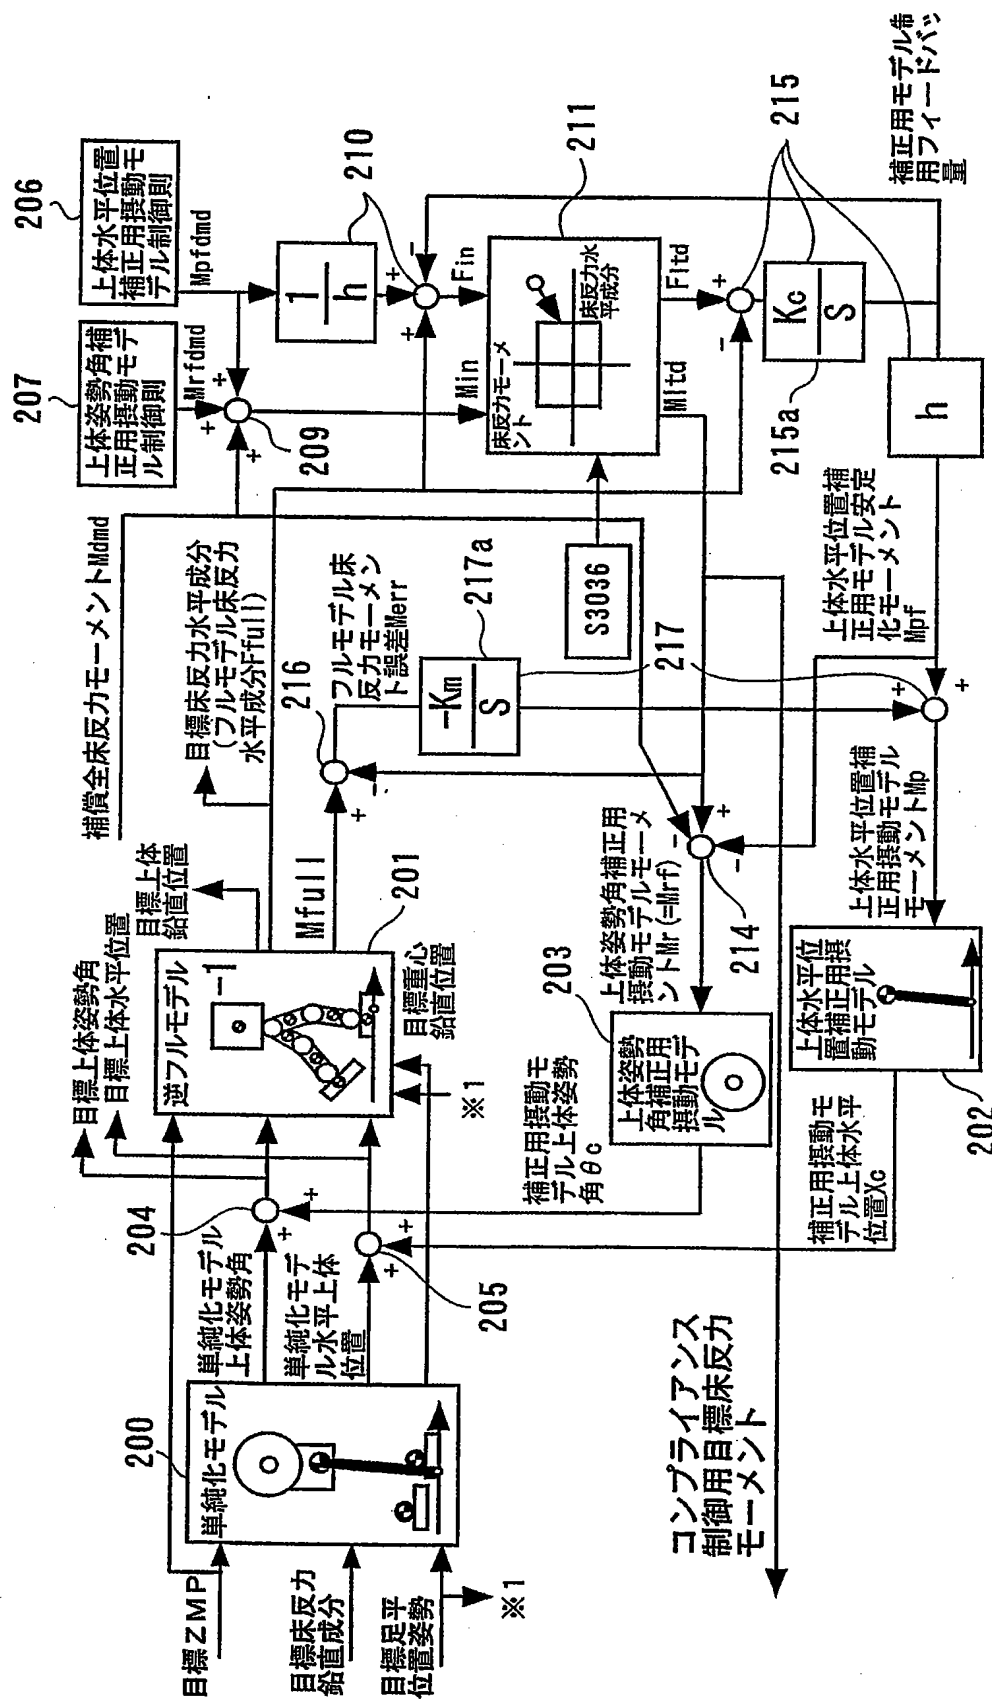 206
上体水平位置
補正用摂動モ
デル制御則
207
上体姿勢角補
正用摂動モデ
ル制御則
Mpfdmd
Mrfdmd
209
210
1
h
Fin
Min
211
床反力モーメ
ント
床反力水
平成分
Fltd
Mltd
S3036
215
Kc
S
215a
h
補正用モデル
用フィードバッ
量
補償全床反力モーメントMdmd
目標床反力水平成分
(フルモデル床反力
水平成分Ffull)
216
フルモデル床
反力モーメン
ト誤差Merr
217a
-Km
S
217
上体水平位置補
正用モデル安定
化モーメント
Mpf
目標上体姿勢角
目標上体水平位置
目標上体
鉛直位置
Mfull
逆フルモデル
-1
201
目標重心
鉛直位置
※1
上体姿勢角補正用
摂動モデルモーメ
ントMr(=Mrf)
214
上体水平位置補
正用摂動モデル
モーメントMp
203
上体姿勢
角補正用
摂動モデ
ル
上体水平位
置補正用摂
動モデル
202
補正用摂動モ
デル上体姿勢
角θc
補正用摂動モ
デル上体水平
位置Xc
204
205
単純化モデル
上体姿勢角
単純化モデ
ル水平上体
位置
200
単純化モデル
目標ZMP
目標床反力
鉛直成分
目標足平
位置姿勢
※1
コンプライアンス
制御用目標床反力
モーメント